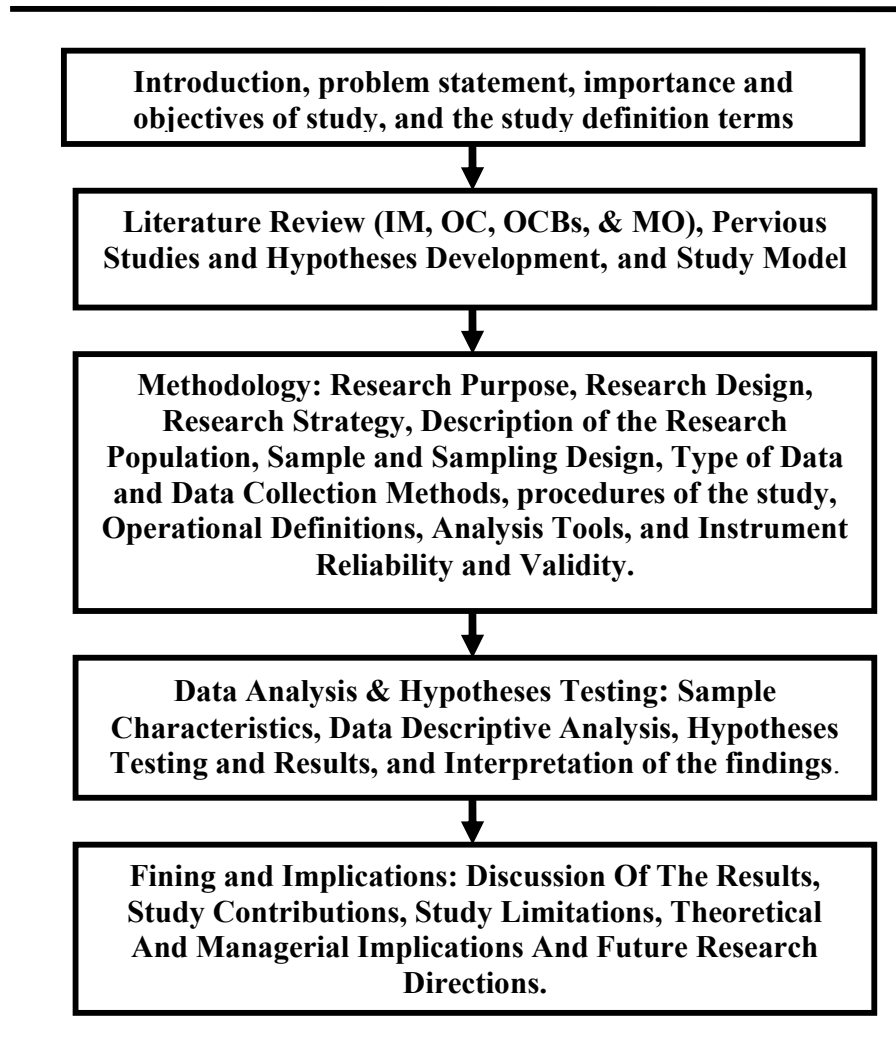 Introduction, problem statement, importance and
objectives of study, and the study definition terms
Literature Review (IM, OC, OCBs, & MO), Pervious
Studies and Hypotheses Development, and Study Model
Methodology: Research Purpose, Research Design,
Research Strategy, Description of the Research
Population, Sample and Sampling Design, Type of Data
and Data Collection Methods, procedures of the study,
Operational Definitions, Analysis Tools, and Instrument
Reliability and Validity.
Data Analysis & Hypotheses Testing: Sample
Characteristics, Data Descriptive Analysis, Hypotheses
Testing and Results, and Interpretation of the findings.
Fining and Implications: Discussion Of The Results,
Study Contributions, Study Limitations, Theoretical
And Managerial Implications And Future Research
Directions.